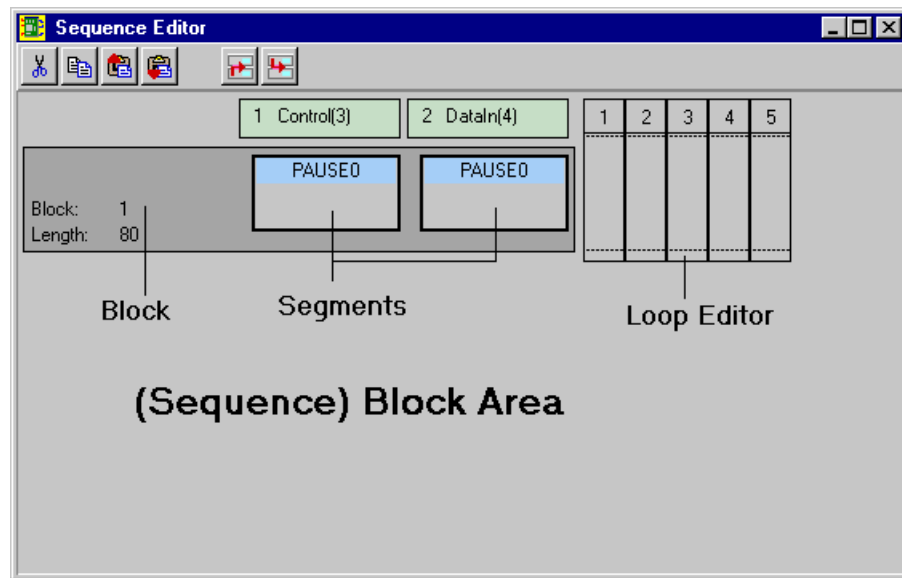 Sequence Editor
1 Control(3) 2 DataIn(4) 1 2 3 4 5
PAUSE0 PAUSE0
Block: 1
Length: 80
Block Segments Loop Editor
(Sequence) Block Area